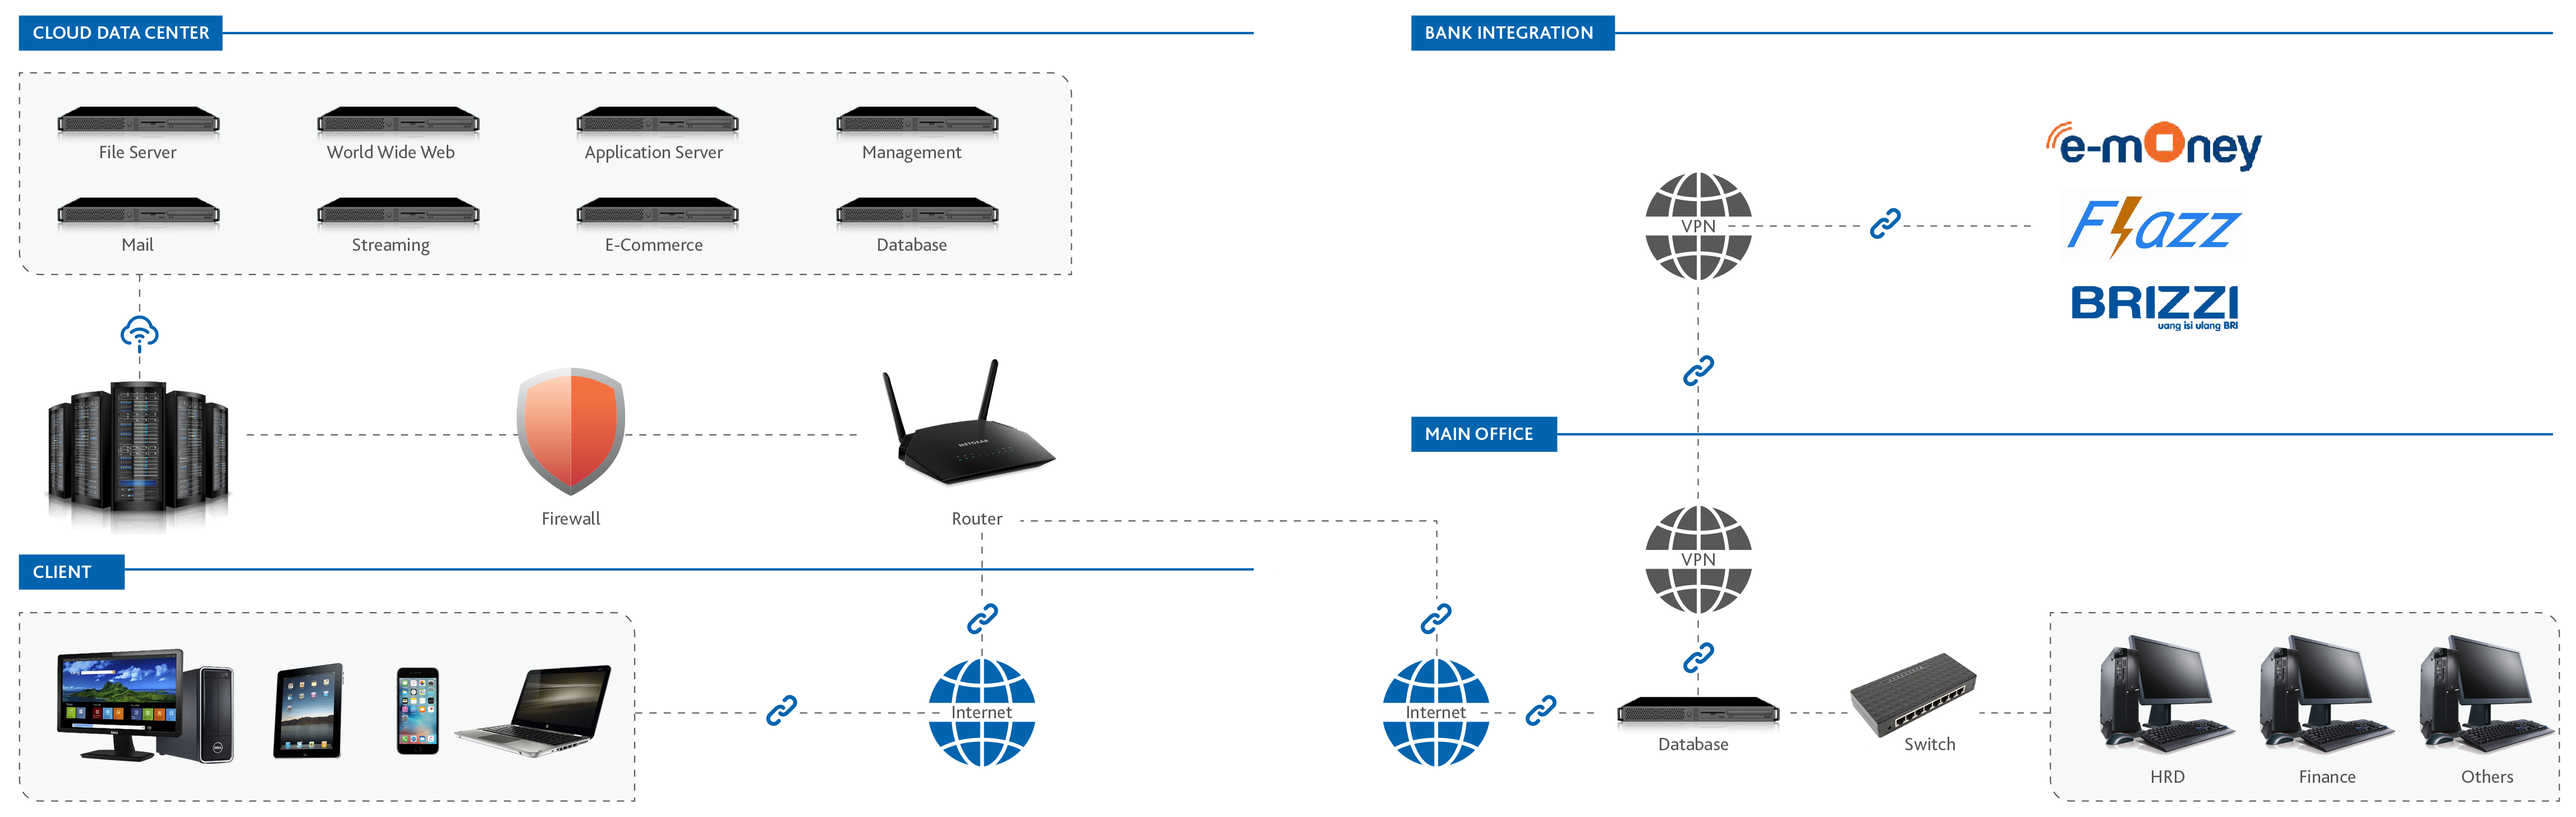 CLOUD DATA CENTER
File Server
World Wide Web
Application Server
Management
Mail
Streaming
E-Commerce
Database
Firewall
NETGEAR
Router
CLIENT
Internet
BANK INTEGRATION
VPN
e-money
Flazz
BRIZZI
uang isi ulang BRI
MAIN OFFICE
VPN
Internet
Database
Switch
HRD
Finance
Others